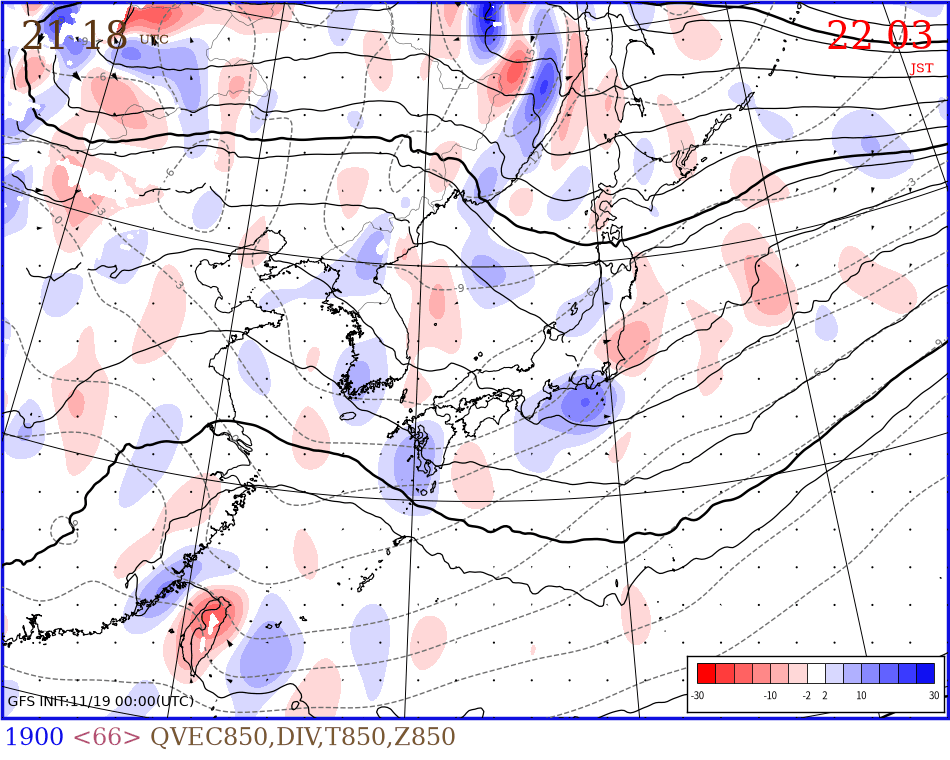 21 18 UTC
22 03
JST
GFS INIT:11/19 00:00(UTC)
-30 -10 -2 2 10 30
1900 <66> QVEC850,DIV,T850,Z850